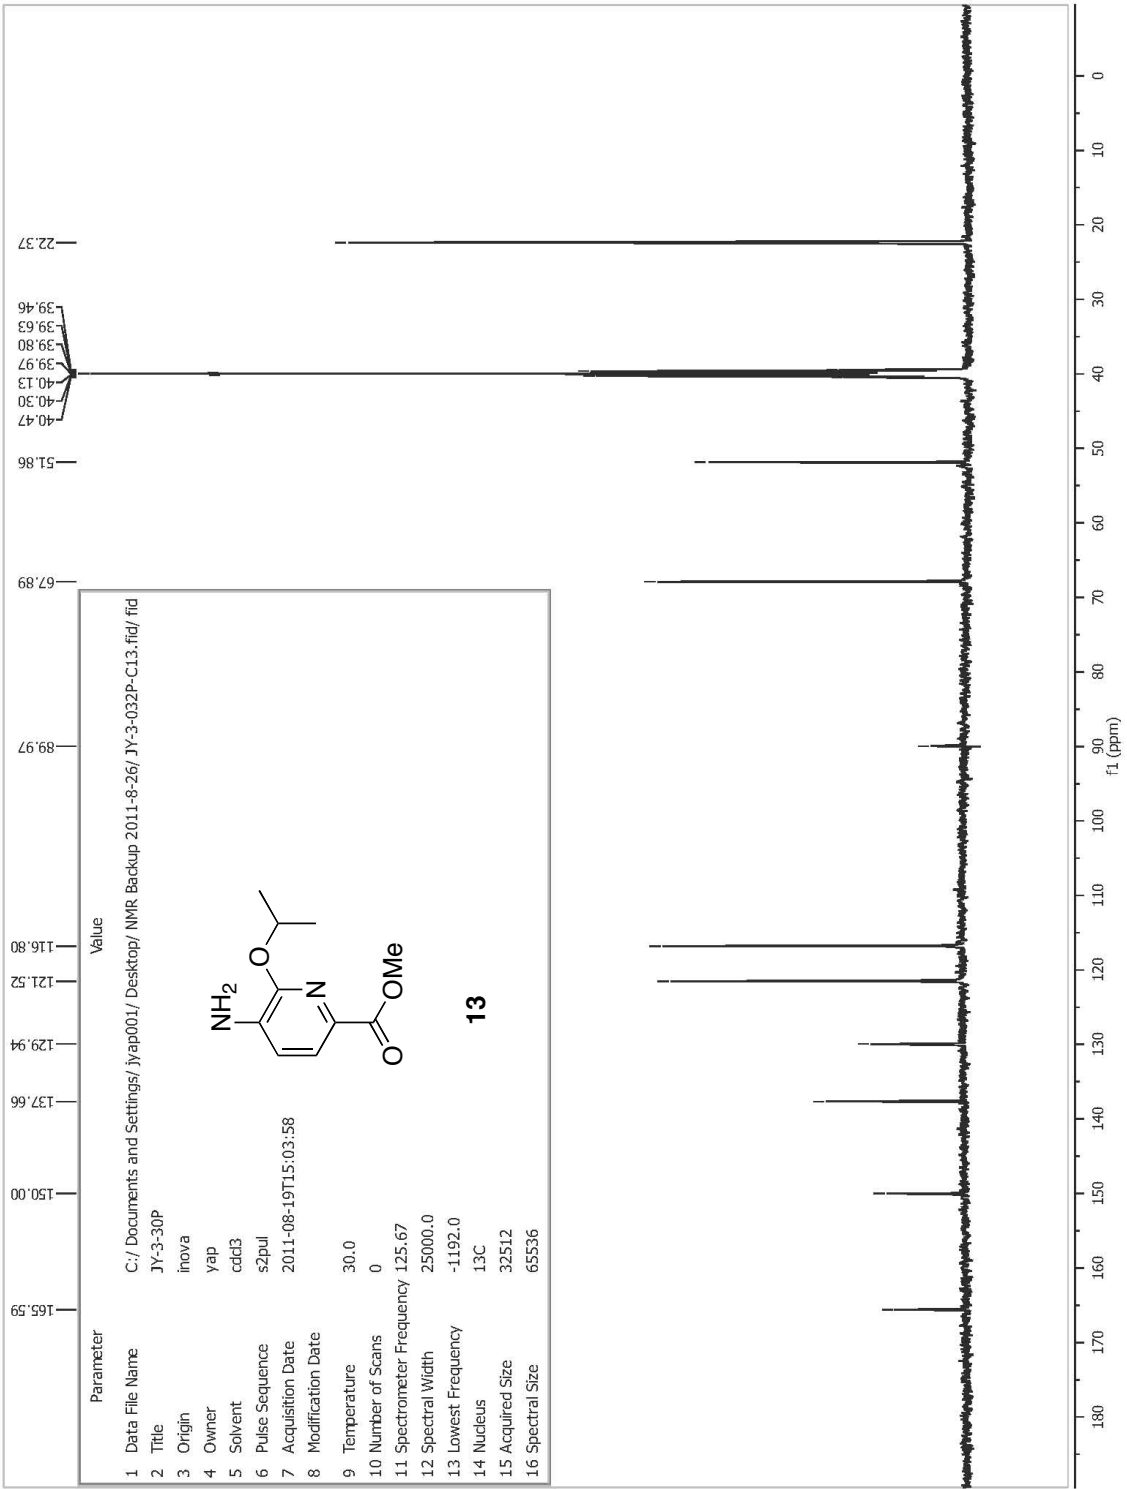 165.59
150.00
137.66
129.94
121.52
116.80
89.97
67.89
51.86
40.47
40.30
40.13
39.97
39.80
39.63
39.46
22.37
Parameter Value
1 Data File Name C:/ Documents and Settings/ jyap001/ Desktop/ NMR Backup 2011-8-26/ JY-3-032P-C13.fid/ fid
2 Title JY-3-30P
3 Origin inova
4 Owner yap
5 Solvent cdcl3
6 Pulse Sequence s2pul
7 Acquisition Date 2011-08-19T15:03:58
8 Modification Date
9 Temperature 30.0
10 Number of Scans 0
11 Spectrometer Frequency 125.67
12 Spectral Width 25000.0
13 Lowest Frequency -1192.0
14 Nucleus 13C
15 Acquired Size 32512
16 Spectral Size 65536
NH2
O
N
OMe
O
13
180 170 160 150 140 130 120 110 100 90 80 70 60 50 40 30 20 10 0
f1 (ppm)